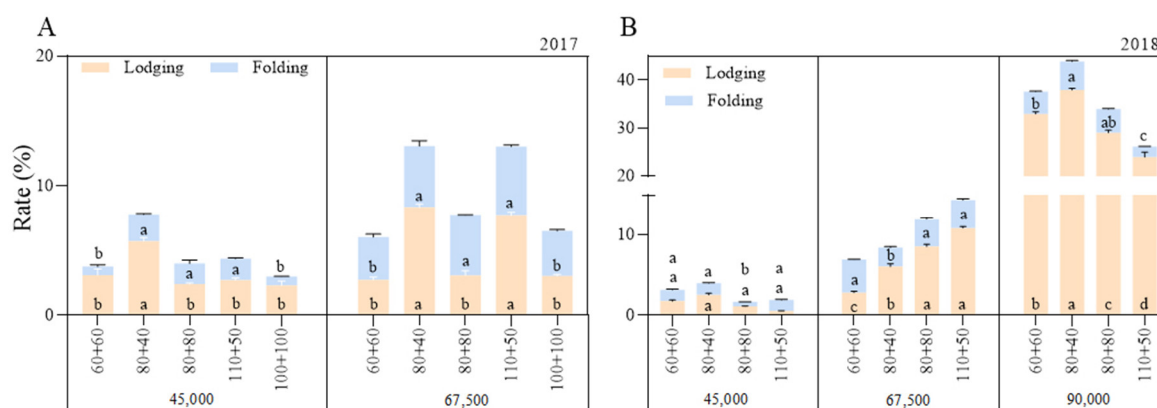 A
2017
20
Lodging Folding
10
0
Rate (%)
b a a a b
b a b b b
b a a a b
b a b a b
60+60 80+40 80+80 110+50 100+100 60+60 80+40 80+80 110+50 100+100
45,000 67,500
B
2018
Lodging
Folding
40
30
20
10
0
a a b a
a a a a
a b a a
c b a a
b a ab c
b a c d
60+60 80+40 80+80 110+50 60+60 80+40 80+80 110+50 60+60 80+40 80+80 110+50
45,000 67,500 90,000